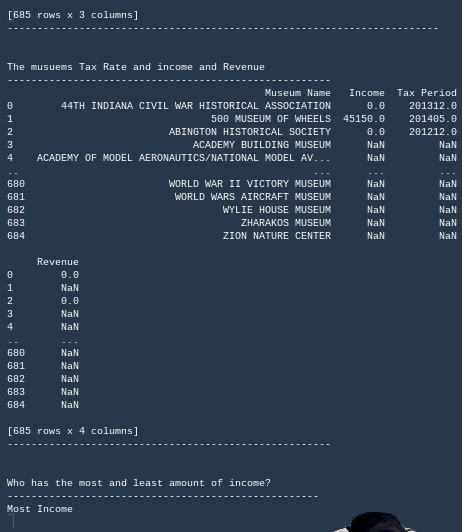 [685 rows x 3 columns]
------------------------------------------------------------------------
The musuems Tax Rate and income and Revenue
------------------------------------------------------
Museum Name Income Tax Period
0 44TH INDIANA CIVIL WAR HISTORICAL ASSOCIATION 0.0 201312.0
1 500 MUSEUM OF WHEELS 45150.0 201405.0
2 ABINGTON HISTORICAL SOCIETY 0.0 201212.0
3 ACADEMY BUILDING MUSEUM NaN NaN
4 ACADEMY OF MODEL AERONAUTICS/NATIONAL MODEL AV... NaN NaN
.. ... ... ...
680 WORLD WAR II VICTORY MUSEUM NaN NaN
681 WORLD WARS AIRCRAFT MUSEUM NaN NaN
682 WYLIE HOUSE MUSEUM NaN NaN
683 ZHARAKOS MUSEUM NaN NaN
684 ZION NATURE CENTER NaN NaN
Revenue
0 0.0
1 NaN
2 0.0
3 NaN
4 NaN
.. ...
680 NaN
681 NaN
682 NaN
683 NaN
684 NaN
[685 rows x 4 columns]
------------------------------------------------------
Who has the most and least amount of income?
----------------------------------------------------
Most Income